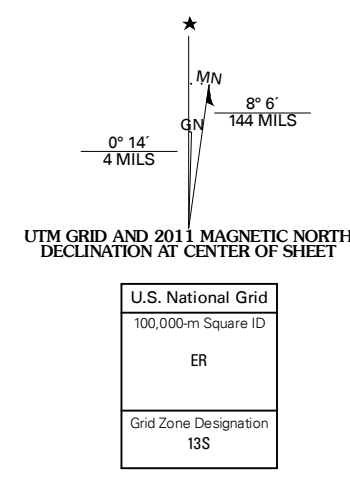 MN
8° 6´
GN
144 MILS
0° 14´
4 MILS
UTM GRID AND 2011 MAGNETIC NORTH
DECLINATION AT CENTER OF SHEET
U.S. National Grid
100,000-m Square ID
ER
Grid Zone Designation
13S